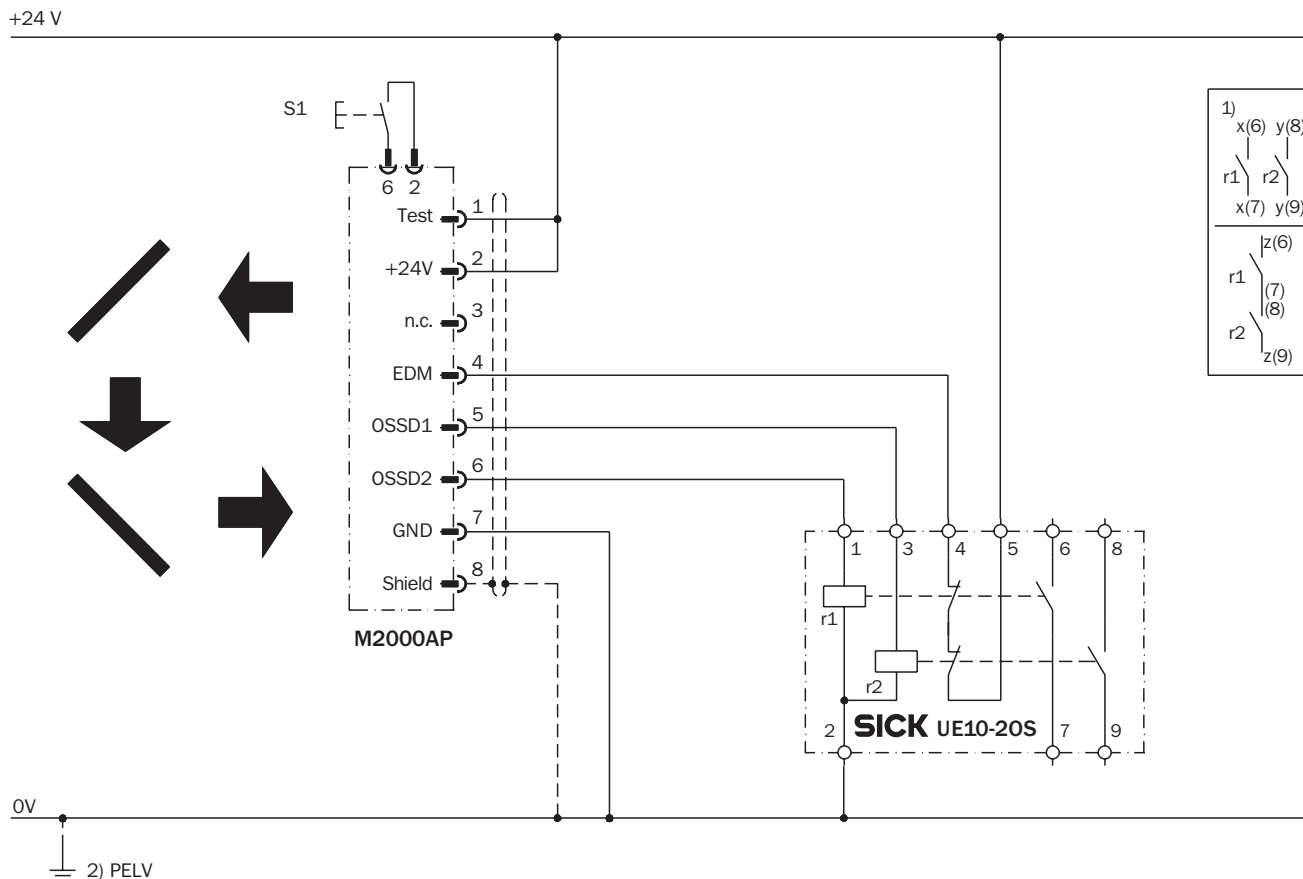 +24 V
S1
6 2
Test 1
+24V 2
n.c. 3
EDM 4
OSSD1 5
OSSD2 6
GND 7
Shield 8
M2000AP
1)
x(6) y(8)
r1 r2
x(7) y(9)
z(6)
r1
(7)
(8)
r2
z(9)
1 3 4 5 6 8
r1
r2
2 SICK UE10-20S 7 9
0V
2) PELV